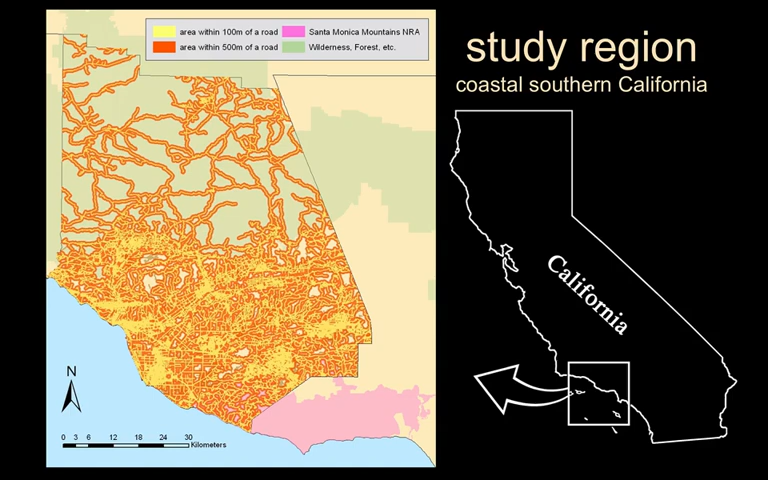 area within 100m of a road
Santa Monica Mountains NRA
area within 500m of a road
Wilderness, Forest, etc.
study region
coastal southern California
California
N
0 3 6 12 18 24 30
Kilometers